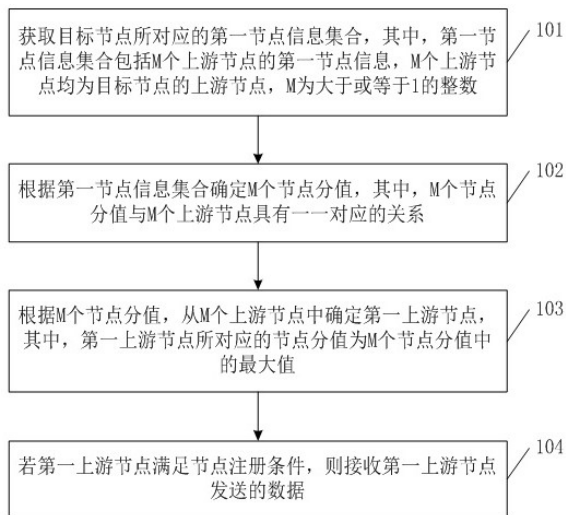 获取目标节点所对应的第一节点信息集合，其中，第一节
点信息集合包括M个上游节点的第一节点信息，M个上游节
点均为目标节点的上游节点，M为大于或等于1的整数
101
根据第一节点信息集合确定M个节点分值，其中，M个节点
分值与M个上游节点具有一一对应的关系
102
根据M个节点分值，从M个上游节点中确定第一上游节点，
其中，第一上游节点所对应的节点分值为M个节点分值中
的最大值
103
若第一上游节点满足节点注册条件，则接收第一上游节点
发送的数据
104